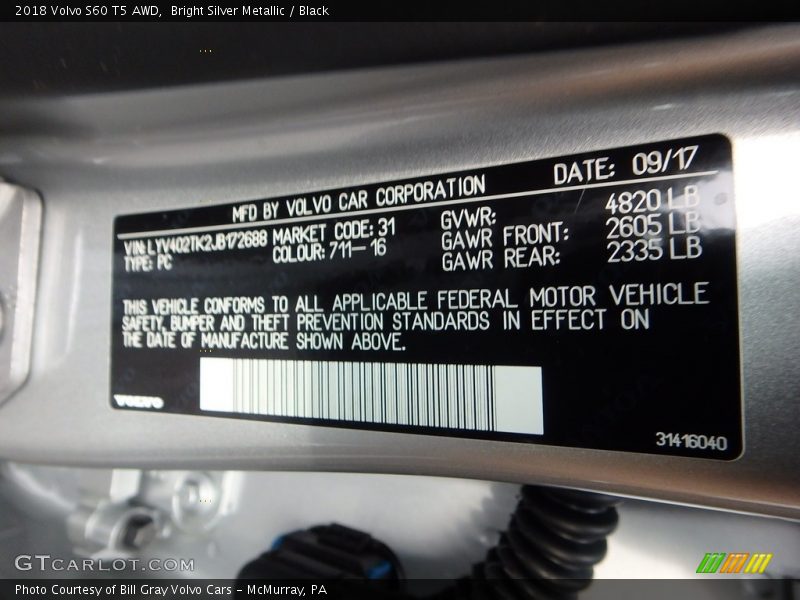 2018 Volvo S60 T5 AWD,  Bright Silver Metallic / Black
MFD BY VOLVO CAR CORPORATION DATE: 09/17
VIN: LYV402TK2JB172688 MARKET CODE: 31 GVWR: 4820 LB
TYPE: PC COLOUR: 711-16 GAWR FRONT: 2605 LB
GAWR REAR: 2335 LB
THIS VEHICLE CONFORMS TO ALL APPLICABLE FEDERAL MOTOR VEHICLE
SAFETY, BUMPER AND THEFT PREVENTION STANDARDS IN EFFECT ON
THE DATE OF MANUFACTURE SHOWN ABOVE.
VOLVO
31416040
GTCARLOT.COM
Photo Courtesy of Bill Gray Volvo Cars - McMurray, PA